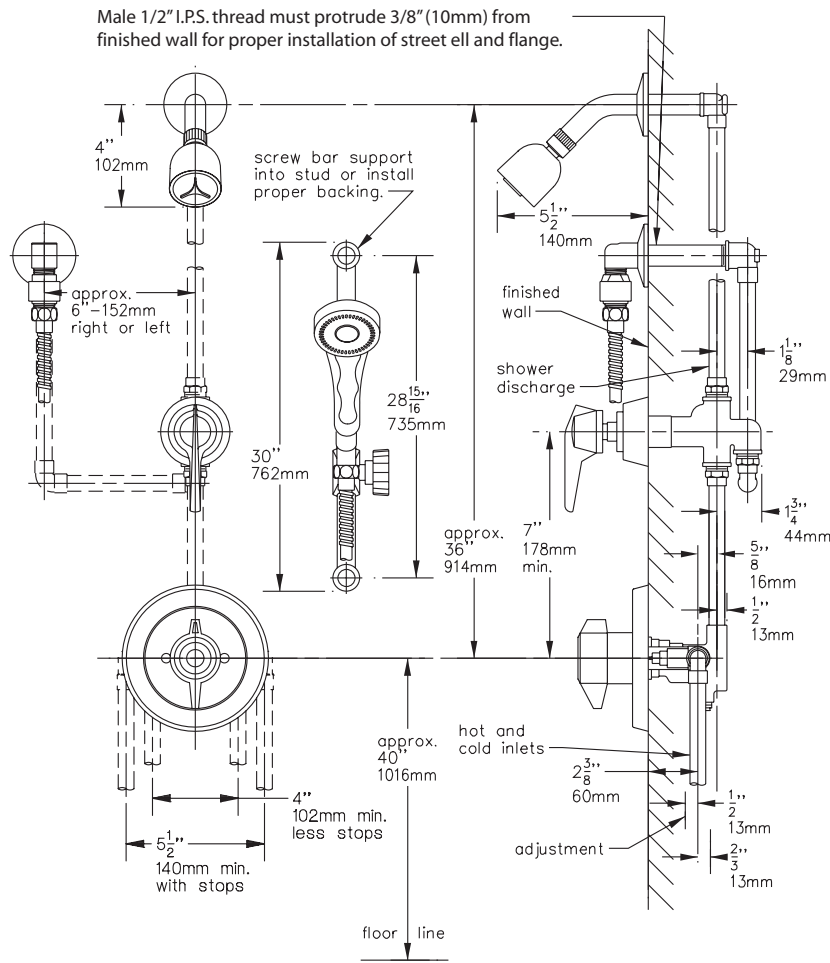 Male 1/2” I.P.S. thread must protrude 3/8” (10mm) from
finished wall for proper installation of street ell and flange.
4”
102mm
screw bar support
into stud or install
proper backing.
5 1/2”
140mm
approx.
6”-152mm
right or left
finished
wall
shower
discharge
1 1/8”
29mm
28 15/16”
735mm
30”
762mm
approx.
36”
914mm
7”
178mm
min.
1 3/4”
44mm
5/8”
16mm
1/2”
13mm
approx.
40”
1016mm
hot and
cold inlets
2 3/8”
60mm
4”
102mm min.
less stops
1/2”
13mm
5 1/2”
140mm min.
with stops
adjustment
2/3”
13mm
floor line